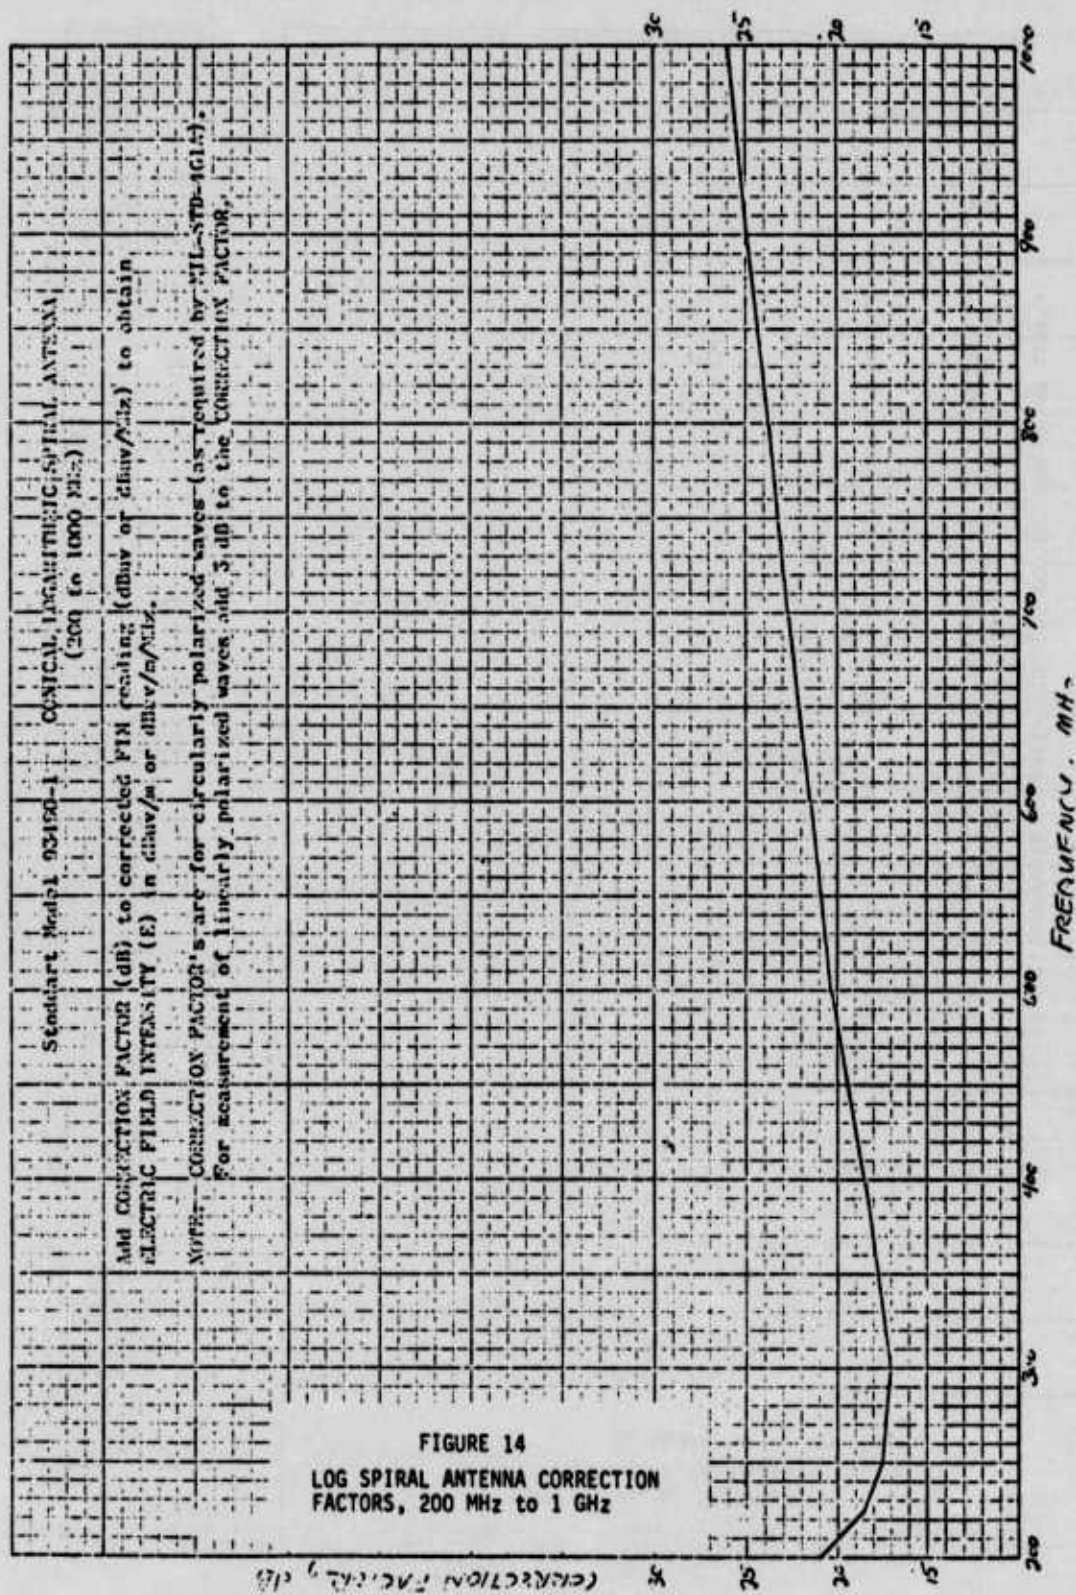 Stoddart Model 93490-1 CONICAL LOGARITHMIC SPIRAL ANTENNA
(200 to 1000 MHz)
Add CORRECTION FACTOR (dB) to corrected FIM reading (dBuv or dBuv/MHz) to obtain
ELECTRIC FIELD INTENSITY (E) in dBuv/m or dBuv/m/MHz.
NOTE: CORRECTION FACTOR's are for circularly polarized waves (as required by MIL-STD-461A).
For measurement of linearly polarized waves add 3 dB to the CORRECTION FACTOR.
FIGURE 14
LOG SPIRAL ANTENNA CORRECTION
FACTORS, 200 MHz to 1 GHz
CORRECTION FACTOR, dB
30 25 20 15
30 25 20 15
200 300 400 500 600 700 800 900 1000
FREQUENCY. MHz